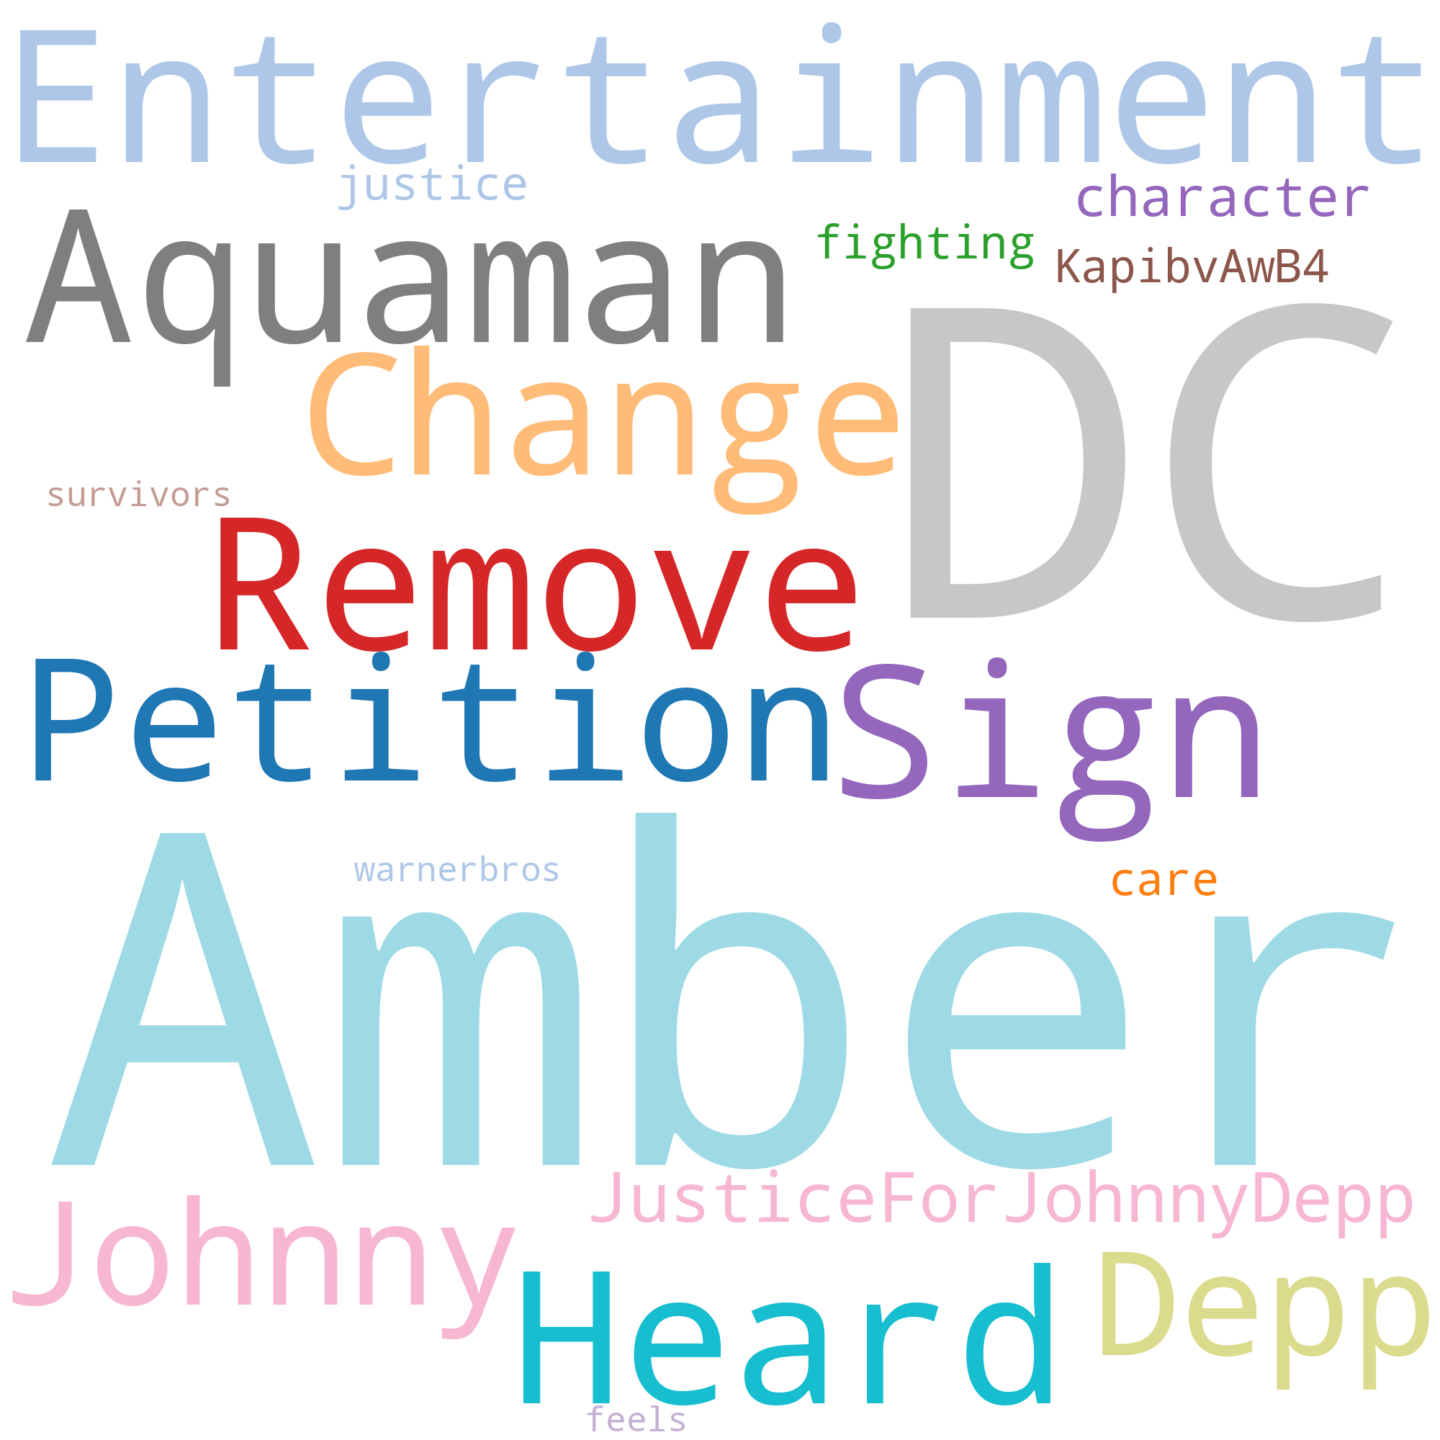 Entertainment
justice
character
Aquaman
fighting
KapibvAwB4
DC
Change
survivors
Remove
Petition
Sign
warnerbros
care
Amber
JusticeForJohnnyDepp
Johnny
Heard
Depp
feels